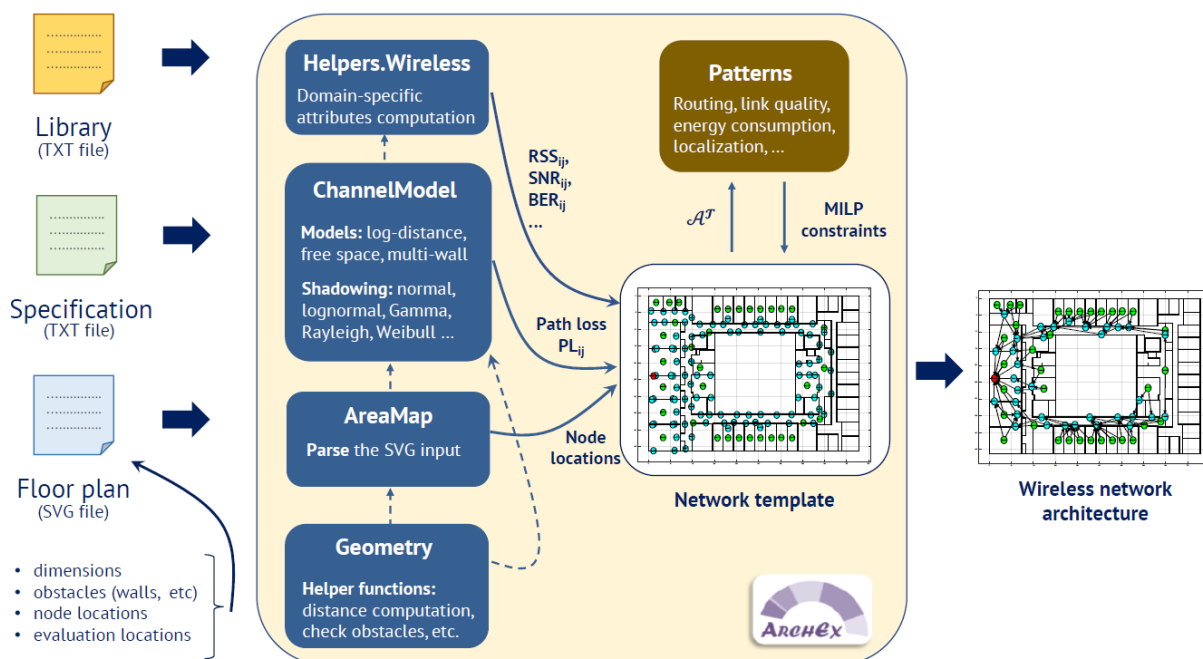 Library
(TXT file)
Specification
(TXT file)
Floor plan
(SVG file)
• dimensions
• obstacles (walls, etc)
• node locations
• evaluation locations
Helpers.Wireless
Domain-specific
attributes computation
ChannelModel
Models: log-distance,
free space, multi-wall
Shadowing: normal,
lognormal, Gamma,
Rayleigh, Weibull ...
AreaMap
Parse the SVG input
Geometry
Helper functions:
distance computation,
check obstacles, etc.
RSSij,
SNRij,
BERij
...
Path loss
PLij
Node
locations
Patterns
Routing, link quality,
energy consumption,
localization, ...
𝒜𝒯
MILP
constraints
Network template
ARCHEX
Wireless network
architecture